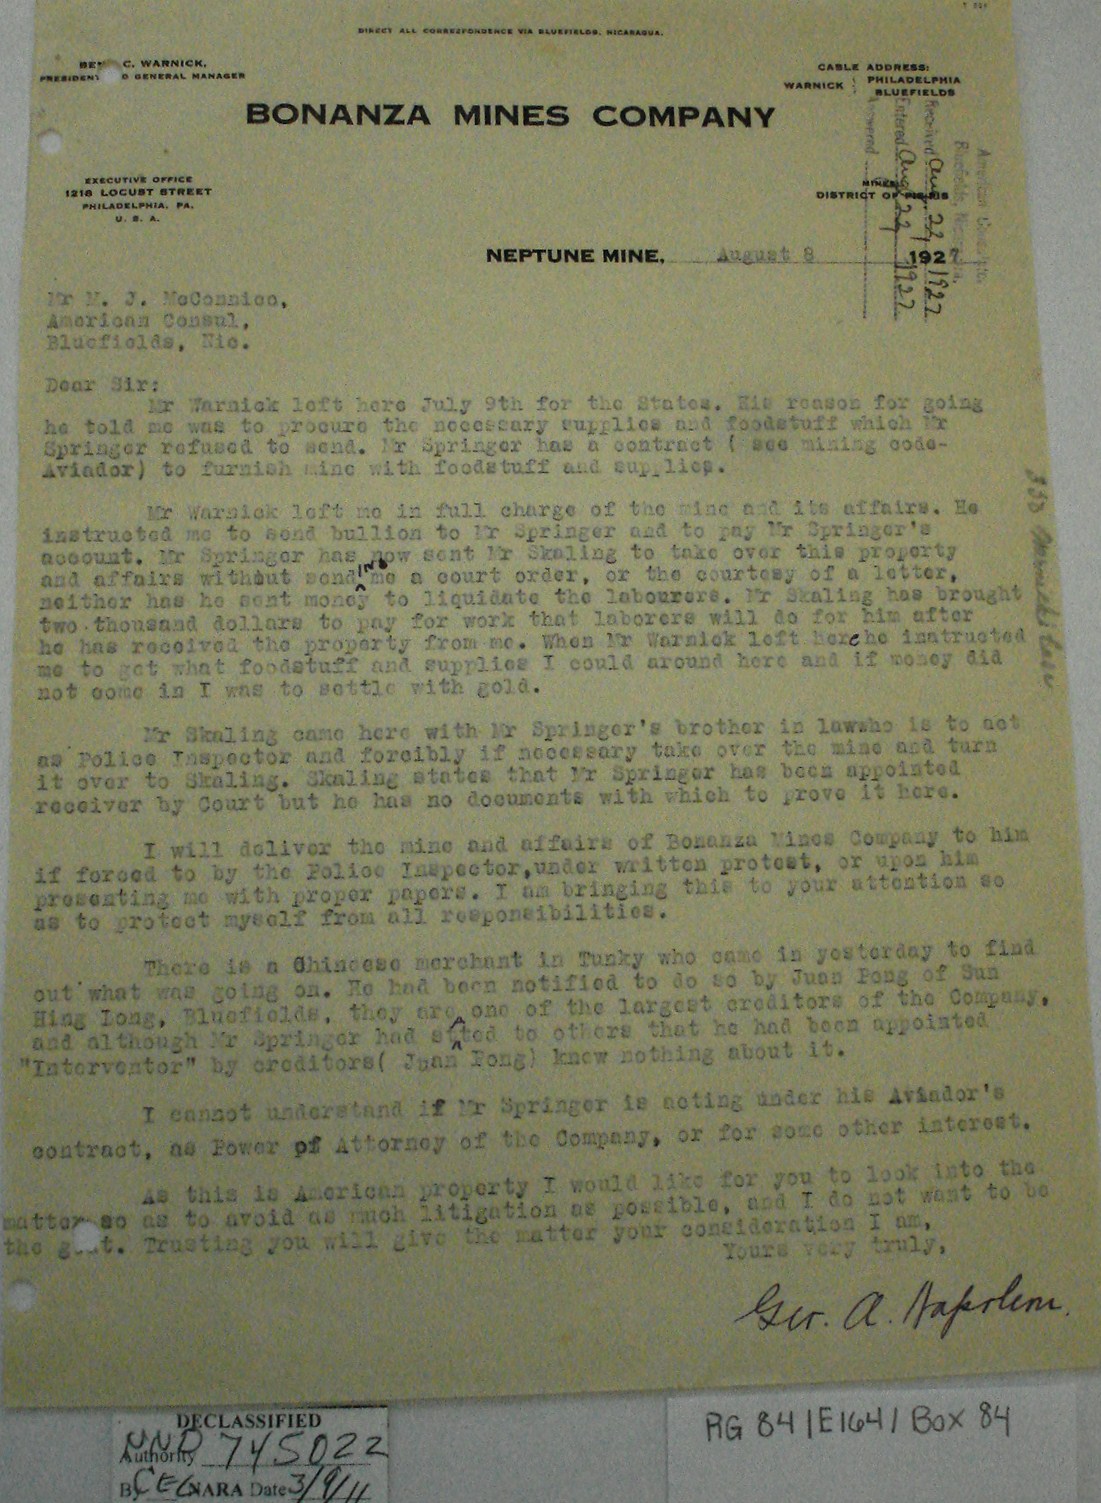 DIRECT ALL CORRESPONDENCE VIA BLUEFIELDS, NICARAGUA.
C. WARNICK,
GENERAL MANAGER
CABLE ADDRESS:
WARNICK PHILADELPHIA
BLUEFIELDS
BONANZA MINES COMPANY
EXECUTIVE OFFICE
1218 LOCUST STREET
PHILADELPHIA, PA.
U. S. A.
MINES
DISTRICT OF
Received Aug 22 1922
Entered Aug 22 1922
Answered
NEPTUNE MINE, August 8 192
Mr M. J. McConnico,
American Consul,
Bluefields, Nic.
Dear Sir:
Mr Warnick left here July 9th for the States. His reason for going
he told me was to procure the necessary supplies and foodstuff which Mr
Springer refused to send. Mr Springer has a contract ( see mining code-
Aviador) to furnish mine with foodstuff and supplies.
Mr Warnick left me in full charge of the mine and its affairs. He
instructed me to send bullion to Mr Springer and to pay Mr Springer's
account. Mr Springer has now sent Mr Skaling to take over this property
and affairs without sending me a court order, or the courtesy of a letter,
neither has he sent money to liquidate the labourers. Mr Skaling has brought
two thousand dollars to pay for work that laborers will do for him after
he has received the property from me. When Mr Warnick left here he instructed
me to get what foodstuff and supplies I could around here and if money did
not come in I was to settle with gold.
Mr Skaling came here with Mr Springer's brother in lawwho is to act
as Police Inspector and forcibly if necessary take over the mine and turn
it over to Skaling. Skaling states that Mr Springer has been appointed
receiver by Court but he has no documents with which to prove it here.
I will deliver the mine and affairs of Bonanza Mines Company to him
if forced to by the Police Inspector,under written protest, or upon him
presenting me with proper papers. I am bringing this to your attention so
as to protect myself from all responsibilities.
There is a Chineese merchant in Tunky who came in yesterday to find
out what was going on. He had been notified to do so by Juan Pong of Sun
Hing Long, Bluefields, they are one of the largest creditors of the Company,
and although Mr Springer had stated to others that he had been appointed
"Interventor" by creditors( Juan Pong) knew nothing about it.
I cannot understand if Mr Springer is acting under his Aviador's
contract, as Power of Attorney of the Company, or for some other interest.
As this is American property I would like for you to look into the
matter so as to avoid as much litigation as possible, and I do not want to be
the g t. Trusting you will give the matter your consideration I am,
Yours very truly,
Geo. A. Napoleon.
DECLASSIFIED
Authority NND 745022
By CEL NARA Date 3/9/11
RG 84/E164/Box 84